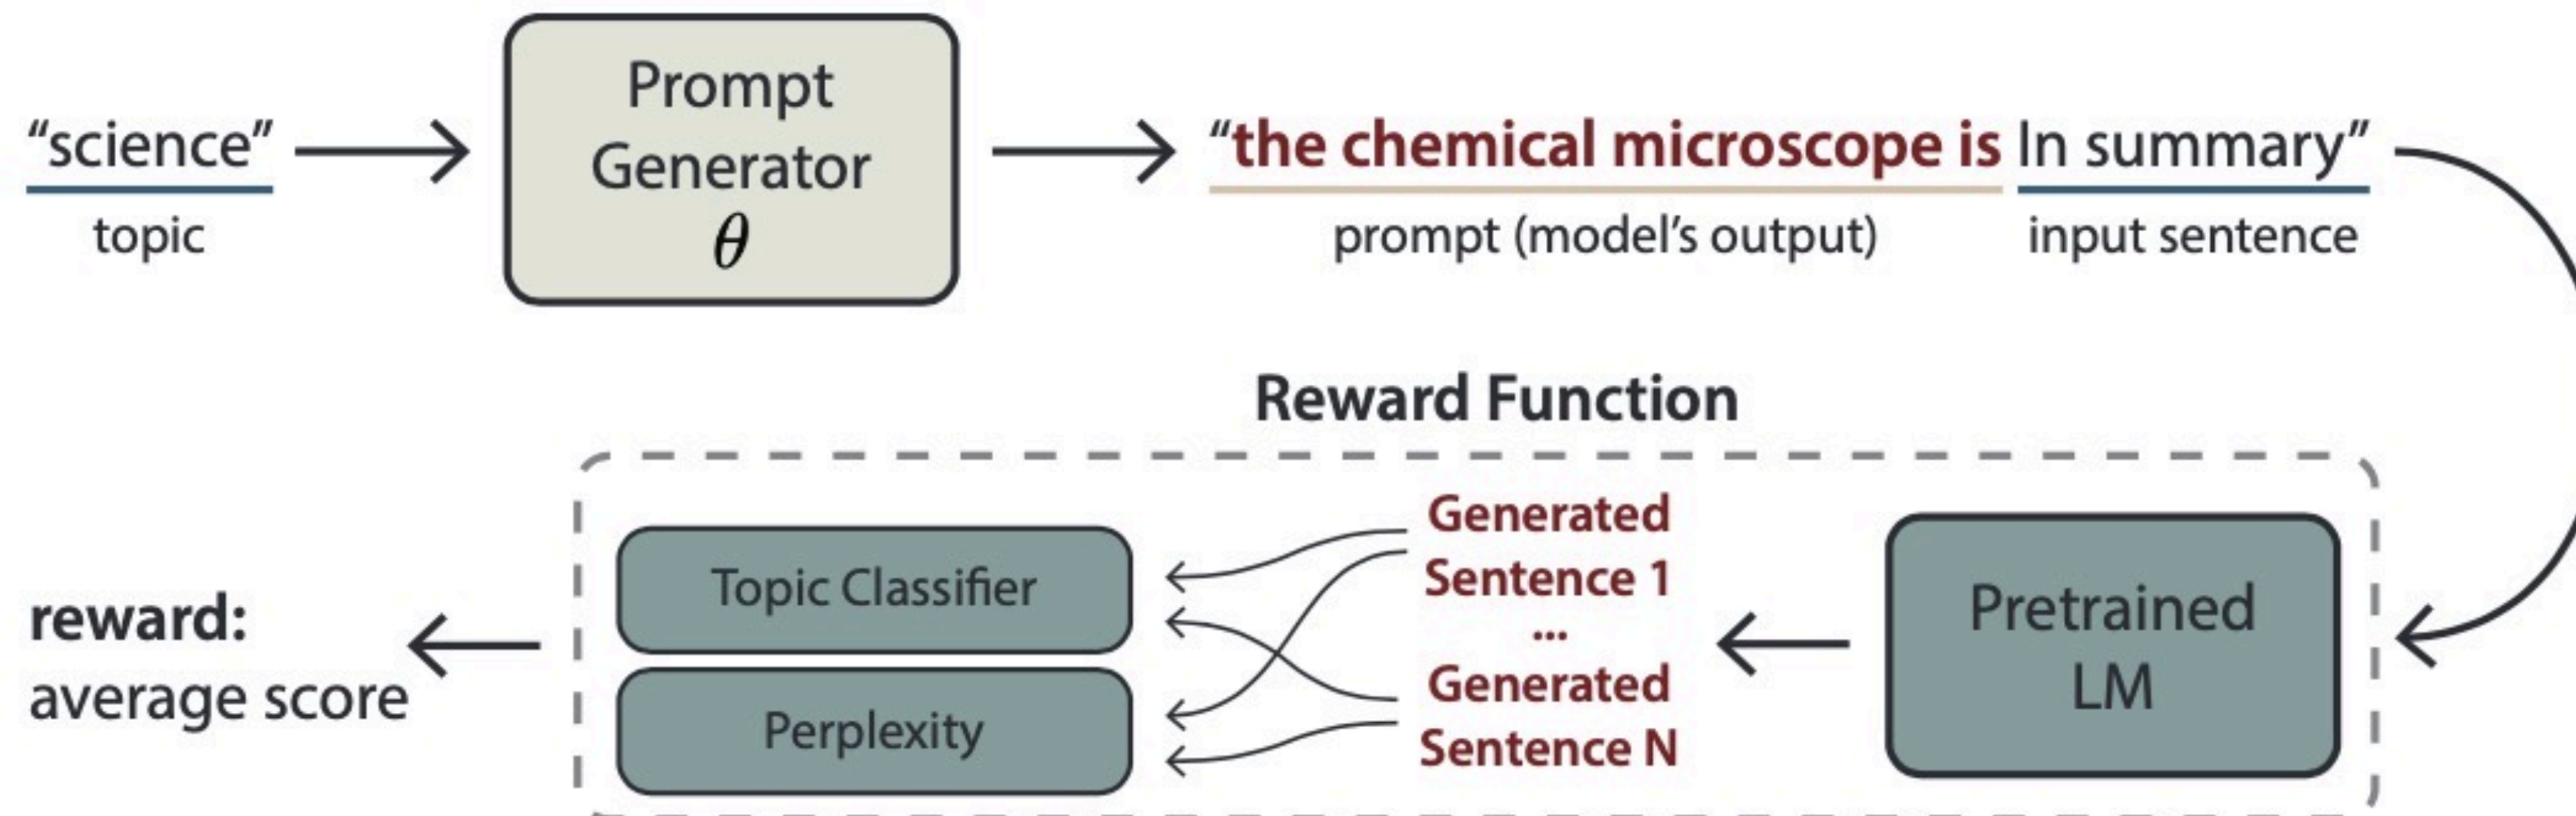 “science”
topic
Prompt
Generator
θ
“the chemical microscope is In summary”
prompt (model’s output)
input sentence
Reward Function
reward:
average score
Topic Classifier
Perplexity
Generated
Sentence 1
...
Generated
Sentence N
Pretrained
LM